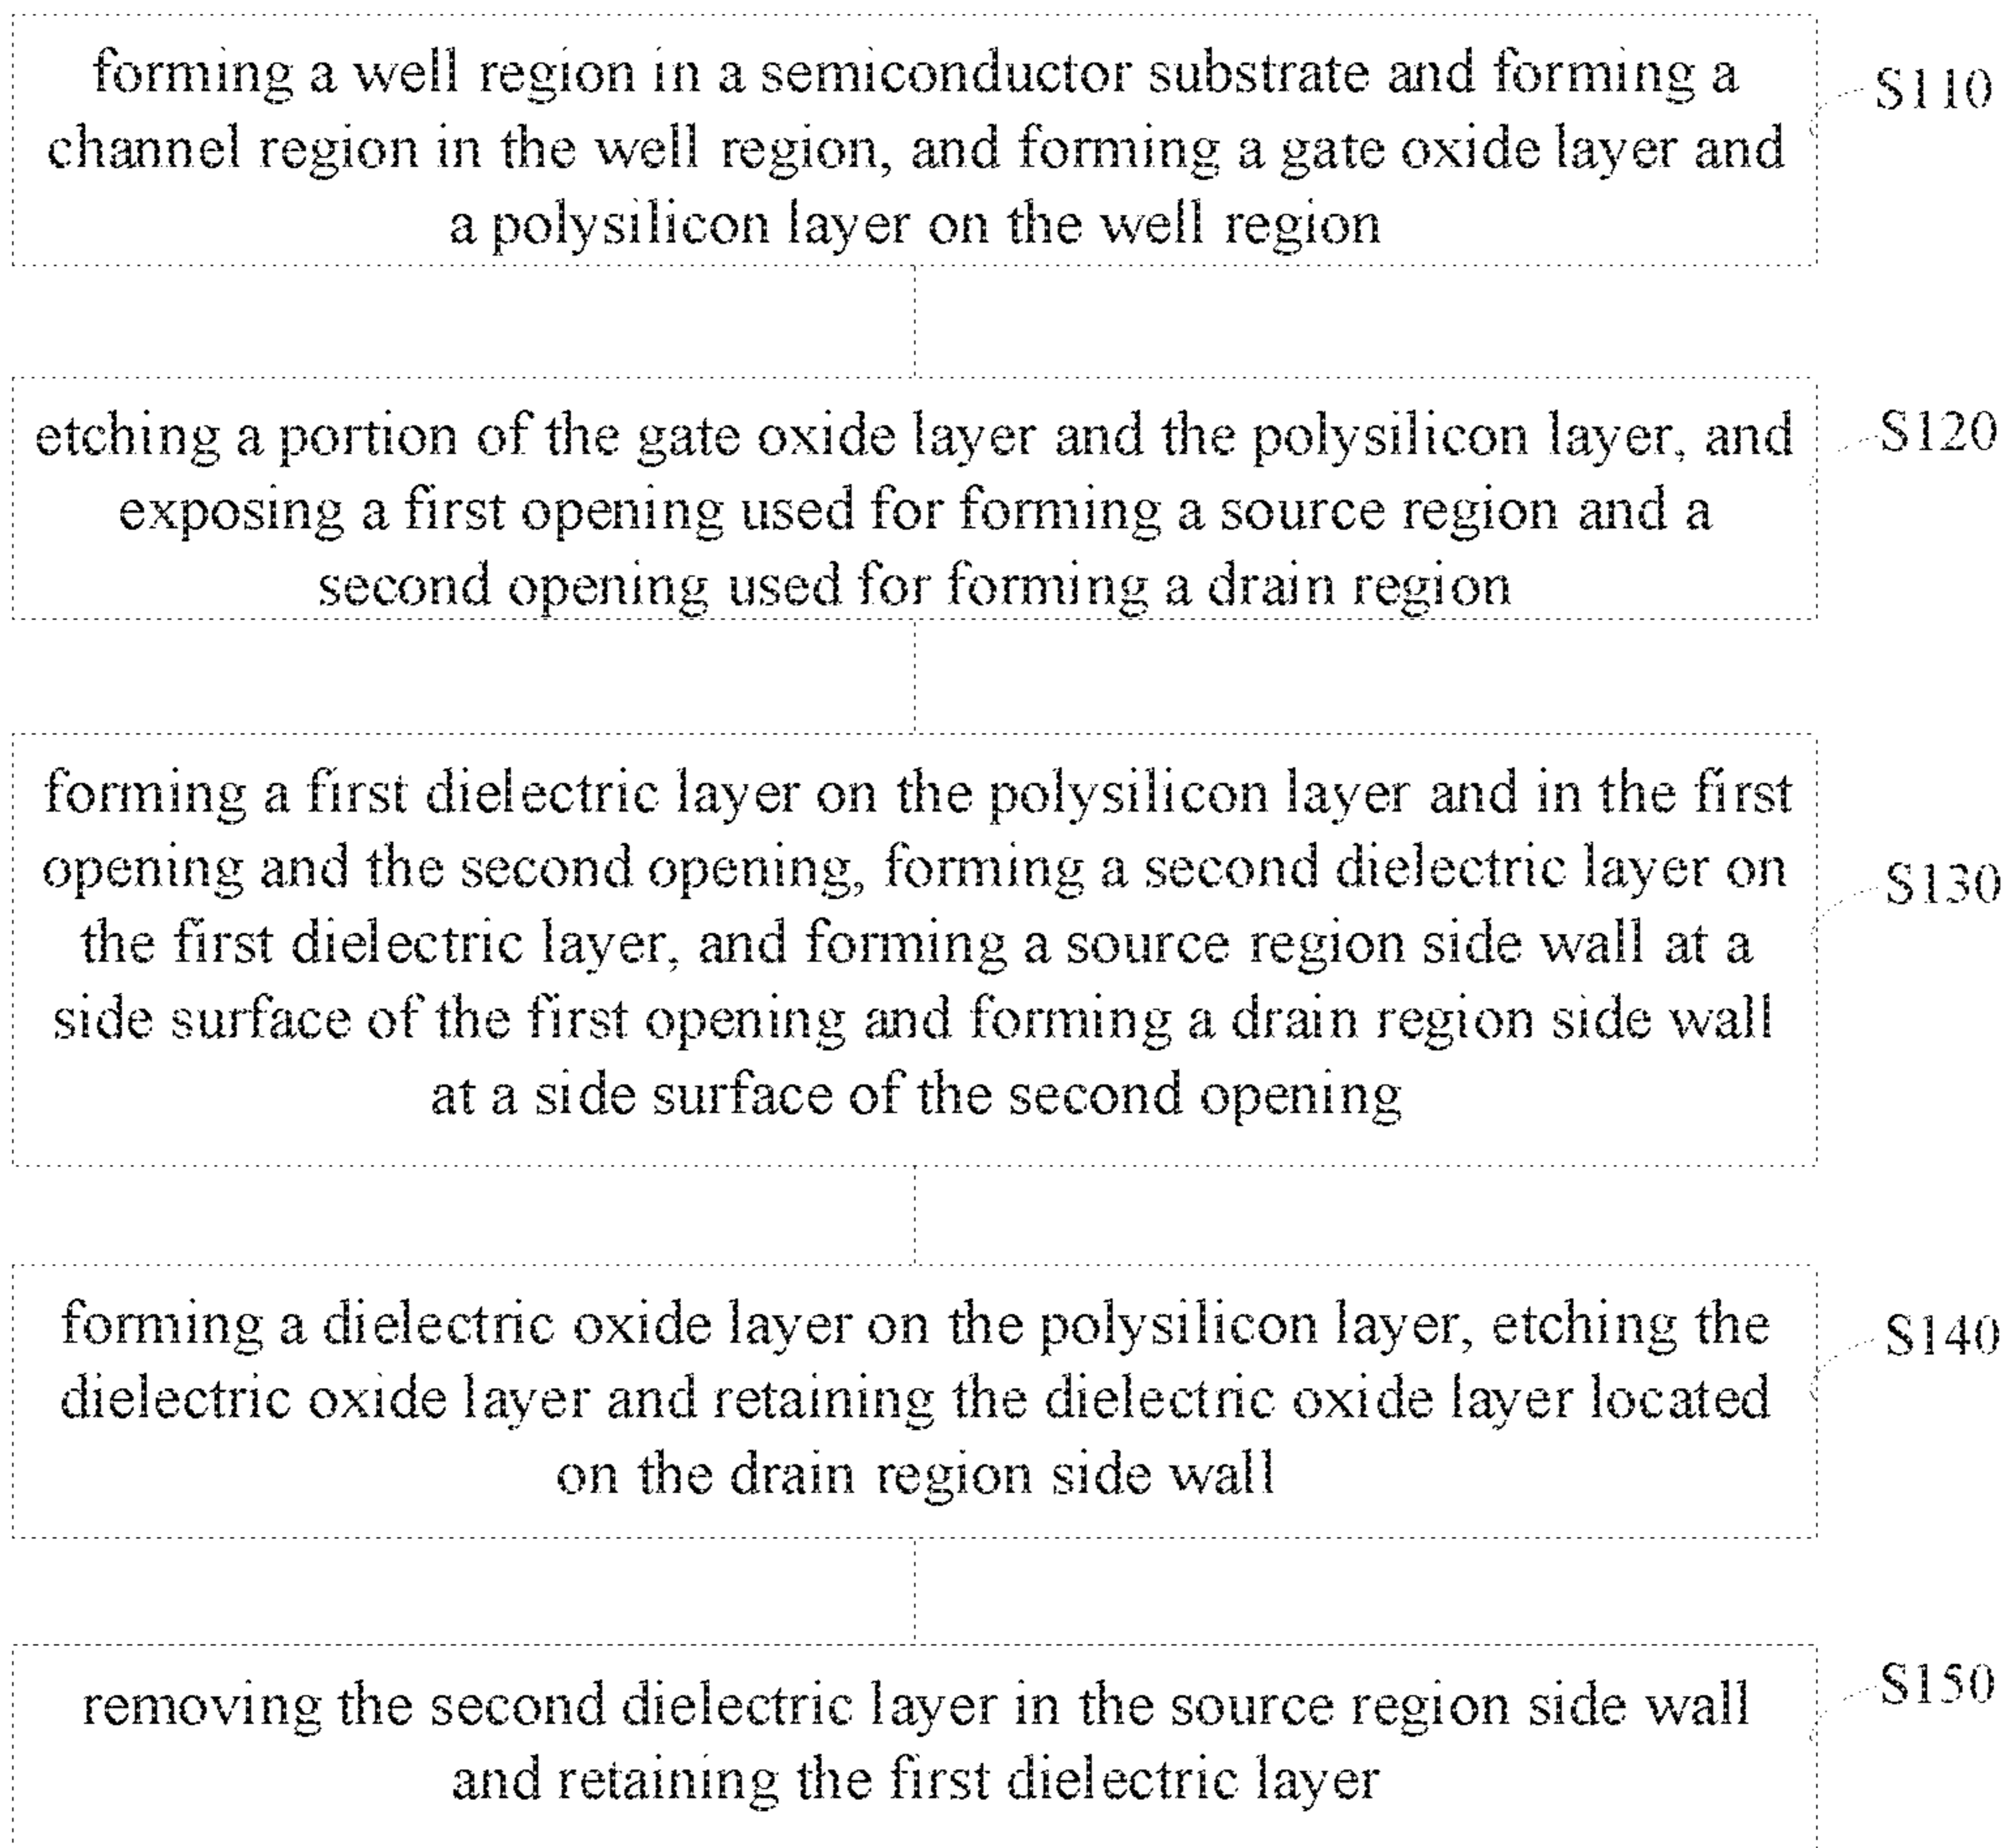 forming a well region in a semiconductor substrate and forming a
channel region in the well region, and forming a gate oxide layer and
a polysilicon layer on the well region
S110
etching a portion of the gate oxide layer and the polysilicon layer, and
exposing a first opening used for forming a source region and a
second opening used for forming a drain region
S120
forming a first dielectric layer on the polysilicon layer and in the first
opening and the second opening, forming a second dielectric layer on
the first dielectric layer, and forming a source region side wall at a
side surface of the first opening and forming a drain region side wall
at a side surface of the second opening
S130
forming a dielectric oxide layer on the polysilicon layer, etching the
dielectric oxide layer and retaining the dielectric oxide layer located
on the drain region side wall
S140
removing the second dielectric layer in the source region side wall
and retaining the first dielectric layer
S150